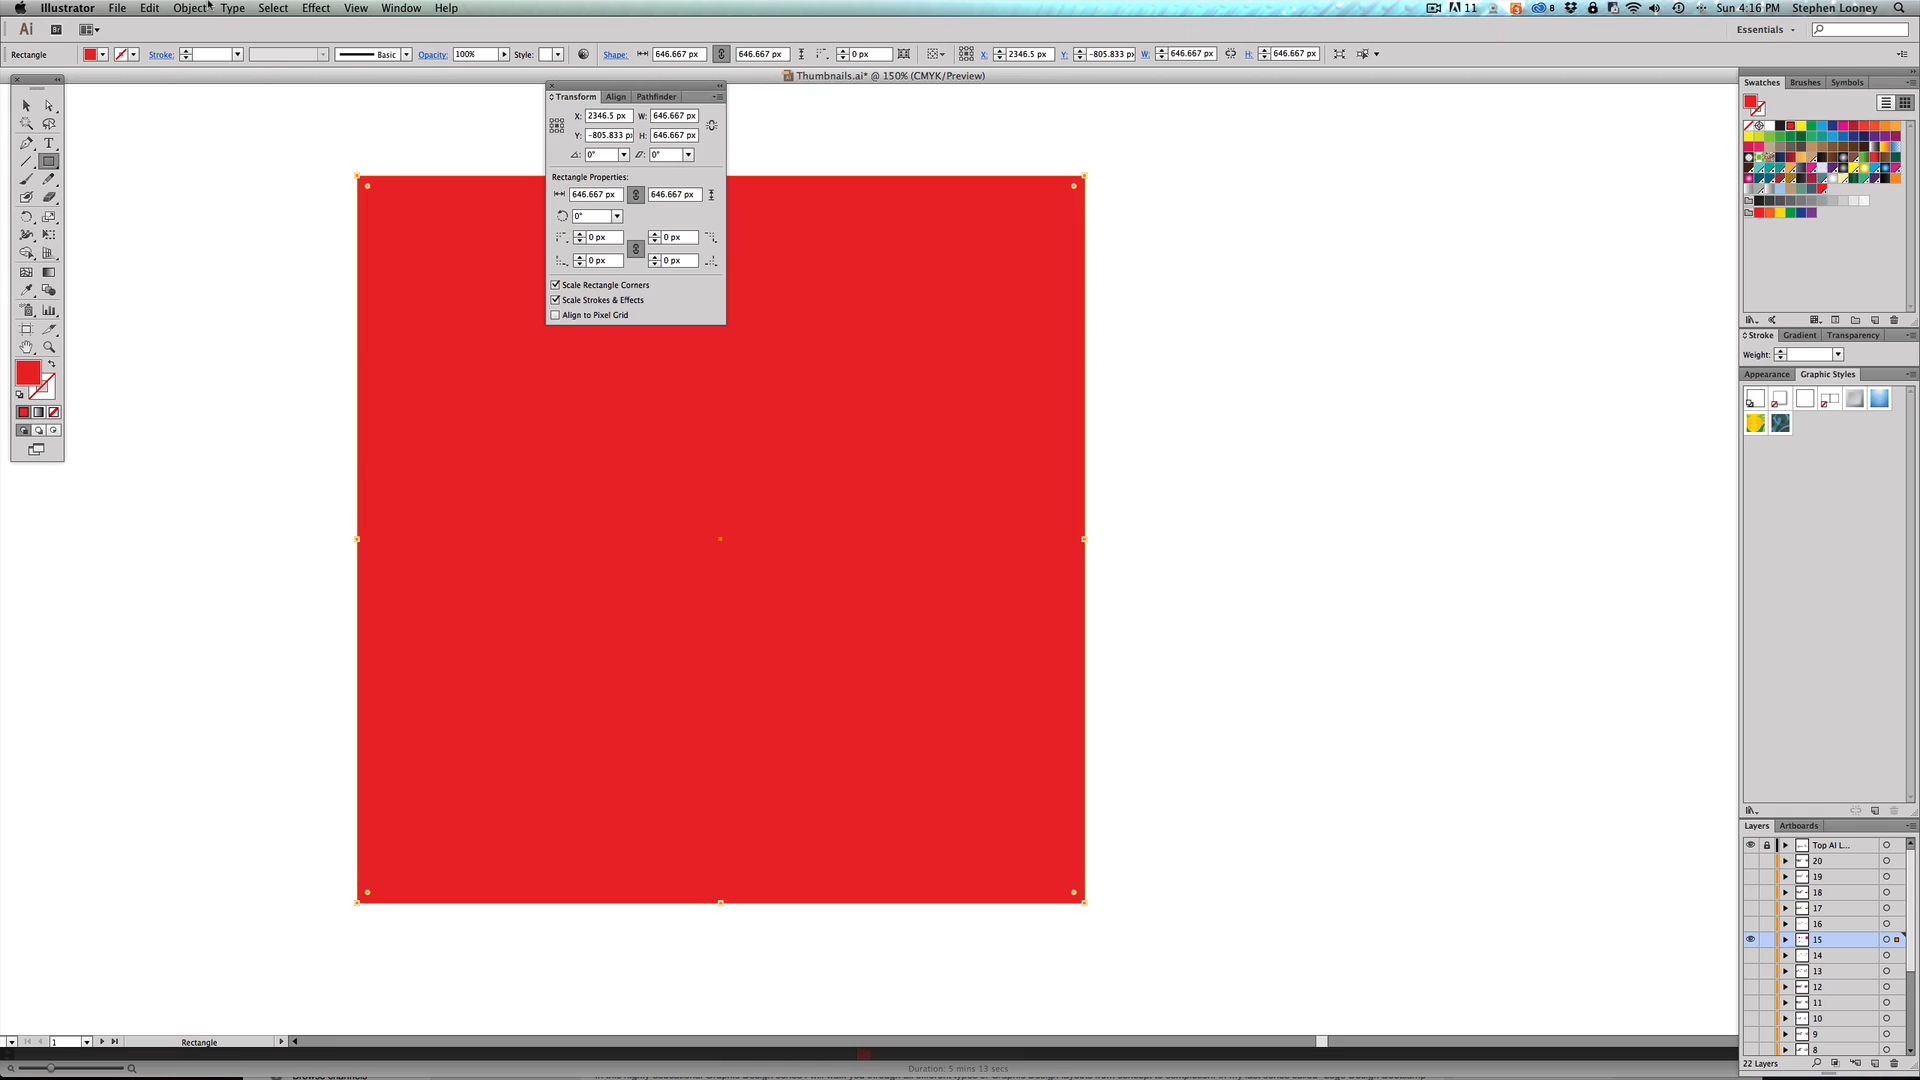 Illustrator File Edit Object Type Select Effect View Window Help
11 3 8 Sun 4:16 PM Stephen Looney
Ai Br Essentials
Rectangle Stroke: Basic Opacity: 100% Style: Shape: 646.667 px 646.667 px 0 px X: 2346.5 px Y: -805.833 px W: 646.667 px H: 646.667 px
Thumbnails.ai* @ 150% (CMYK/Preview)
Transform Align Pathfinder
X: 2346.5 px W: 646.667 px
Y: -805.833 px H: 646.667 px
0° 0°
Rectangle Properties:
646.667 px 646.667 px
0°
0 px 0 px
0 px 0 px
Scale Rectangle Corners
Scale Strokes & Effects
Align to Pixel Grid
Swatches Brushes Symbols
Stroke Gradient Transparency
Weight:
Appearance Graphic Styles
Layers Artboards
Top AI L...
20
19
18
17
16
15
14
13
12
11
10
9
8
22 Layers
1 Rectangle
Duration: 5 mins 13 secs